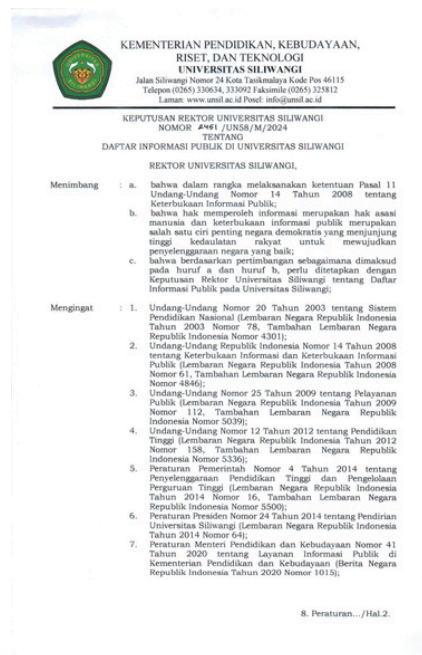 KEMENTERIAN PENDIDIKAN, KEBUDAYAAN,
RISET, DAN TEKNOLOGI
UNIVERSITAS SILIWANGI
Jalan Siliwangi Nomor 24 Kota Tasikmalaya Kode Pos 46115
Telepon (0265) 330634, 333092 Faksimile (0265) 325812
Laman: www.unsil.ac.id Posel: info@unsil.ac.id
KEPUTUSAN REKTOR UNIVERSITAS SILIWANGI
NOMOR /UN58/M/2024
TENTANG
DAFTAR INFORMASI PUBLIK DI UNIVERSITAS SILIWANGI
REKTOR UNIVERSITAS SILIWANGI,
Menimbang : a. bahwa dalam rangka melaksanakan ketentuan Pasal 11
Undang-Undang Nomor 14 Tahun 2008 tentang
Keterbukaan Informasi Publik;
b. bahwa hak memperoleh informasi merupakan hak asasi
manusia dan keterbukaan informasi publik merupakan
salah satu ciri penting negara demokratis yang menjunjung
tinggi kedaulatan rakyat untuk mewujudkan
penyelenggaraan negara yang baik;
c. bahwa berdasarkan pertimbangan sebagaimana dimaksud
pada huruf a dan huruf b, perlu ditetapkan dengan
Keputusan Rektor Universitas Siliwangi tentang Daftar
Informasi Publik pada Universitas Siliwangi;
Mengingat : 1. Undang-Undang Nomor 20 Tahun 2003 tentang Sistem
Pendidikan Nasional (Lembaran Negara Republik Indonesia
Tahun 2003 Nomor 78, Tambahan Lembaran Negara
Republik Indonesia Nomor 4301);
2. Undang-Undang Republik Indonesia Nomor 14 Tahun 2008
tentang Keterbukaan Informasi dan Keterbukaan Informasi
Publik (Lembaran Negara Republik Indonesia Tahun 2008
Nomor 61, Tambahan Lembaran Negara Republik Indonesia
Nomor 4846);
3. Undang-Undang Nomor 25 Tahun 2009 tentang Pelayanan
Publik (Lembaran Negara Republik Indonesia Tahun 2009
Nomor 112, Tambahan Lembaran Negara Republik
Indonesia Nomor 5039);
4. Undang-Undang Nomor 12 Tahun 2012 tentang Pendidikan
Tinggi (Lembaran Negara Republik Indonesia Tahun 2012
Nomor 158, Tambahan Lembaran Negara Republik
Indonesia Nomor 5336);
5. Peraturan Pemerintah Nomor 4 Tahun 2014 tentang
Penyelenggaraan Pendidikan Tinggi dan Pengelolaan
Perguruan Tinggi (Lembaran Negara Republik Indonesia
Tahun 2014 Nomor 16, Tambahan Lembaran Negara
Republik Indonesia Nomor 5500);
6. Peraturan Presiden Nomor 24 Tahun 2014 tentang Pendirian
Universitas Siliwangi (Lembaran Negara Republik Indonesia
Tahun 2014 Nomor 64);
7. Peraturan Menteri Pendidikan dan Kebudayaan Nomor 41
Tahun 2020 tentang Layanan Informasi Publik di
Kementerian Pendidikan dan Kebudayaan (Berita Negara
Republik Indonesia Tahun 2020 Nomor 1015);
8. Peraturan.../Hal.2.